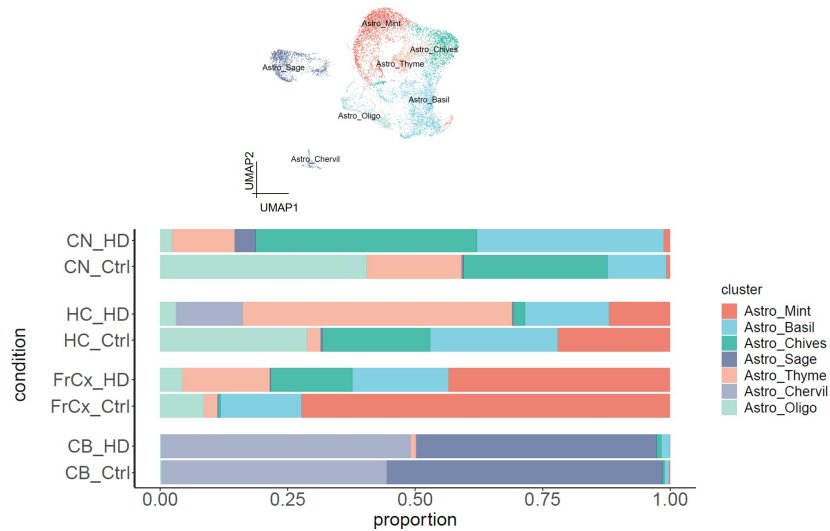 Astro_Mint
Astro_Chives
Astro_Thyme
Astro_Sage
Astro_Basil
Astro_Oligo
Astro_Chervil
UMAP2
UMAP1
CN_HD
CN_Ctrl
HC_HD
HC_Ctrl
FrCx_HD
FrCx_Ctrl
CB_HD
CB_Ctrl
condition
0.00 0.25 0.50 0.75 1.00
proportion
cluster
Astro_Mint
Astro_Basil
Astro_Chives
Astro_Sage
Astro_Thyme
Astro_Chervil
Astro_Oligo